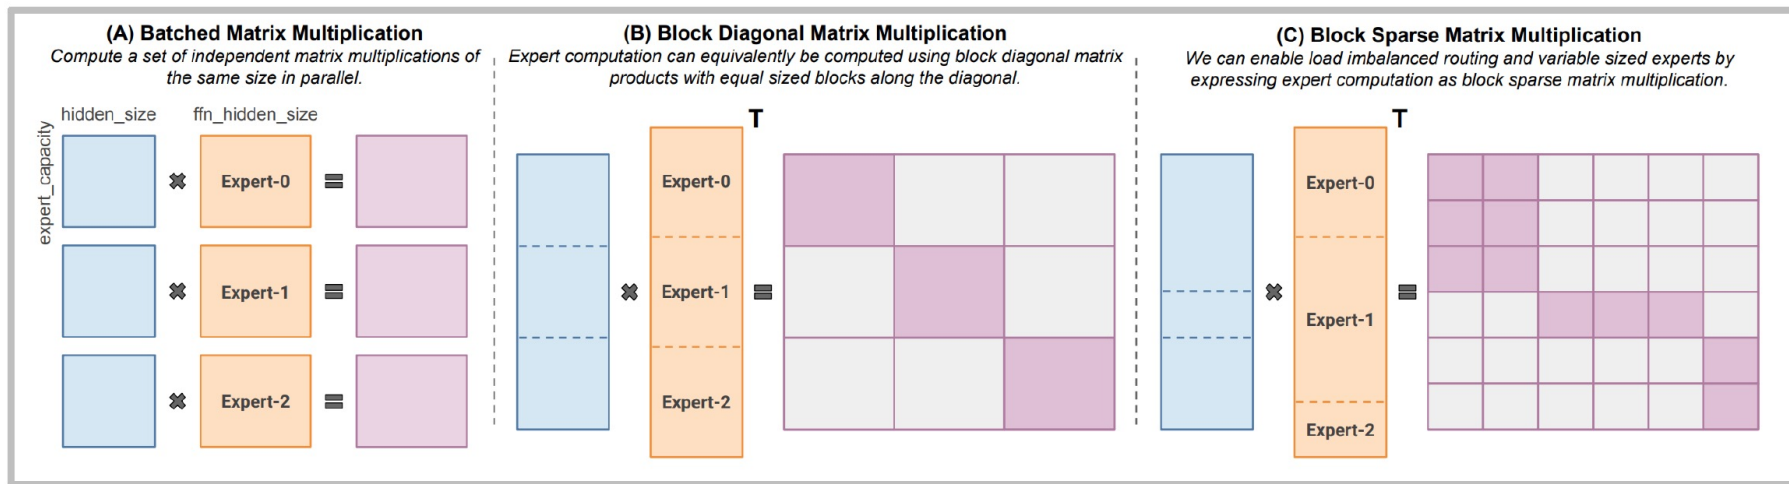 (A) Batched Matrix Multiplication
Compute a set of independent matrix multiplications of
the same size in parallel.
hidden_size
ffn_hidden_size
expert_capacity
Expert-0
Expert-1
Expert-2
(B) Block Diagonal Matrix Multiplication
Expert computation can equivalently be computed using block diagonal matrix
products with equal sized blocks along the diagonal.
T
Expert-0
Expert-1
Expert-2
(C) Block Sparse Matrix Multiplication
We can enable load imbalanced routing and variable sized experts by
expressing expert computation as block sparse matrix multiplication.
T
Expert-0
Expert-1
Expert-2